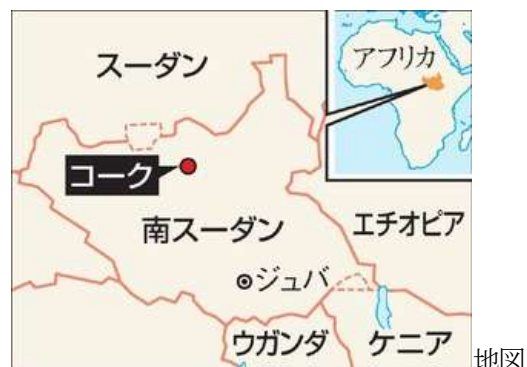 スーダン
アフリカ
コーク
南スーダン
エチオピア
ジュバ
ウガンダ
ケニア
地図